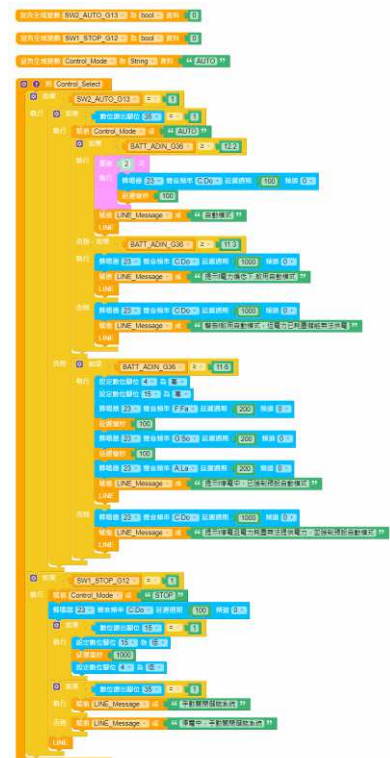 設為全域變數 SW2_AUTO_G13 為 bool 資料 0
設為全域變數 SW1_STOP_G12 為 bool 資料 0
設為全域變數 Control_Mode 為 String 資料 “ AUTO ”
到 Control_Select
如果 SW2_AUTO_G13 = 1
執行 如果 數位讀出腳位 35 = 1
執行 賦值 Control_Mode 成 “ AUTO ”
如果 BATT_ADIN_G36 ≥ 12.2
執行 重複 2 次
執行 蜂鳴器 23 聲音頻率 C:Do 延遲週期 100 頻道 0
延遲毫秒 100
賦值 LINE_Message 成 “ 自動模式 ”
LINE
否則，如果 BATT_ADIN_G36 ≥ 11.3
執行 蜂鳴器 23 聲音頻率 C:Do 延遲週期 1000 頻道 0
賦值 LINE_Message 成
LINE
否則 蜂鳴器 23 聲音頻率 C:Do 延遲週期 1000 頻道 0
賦值 LINE_Message 成
LINE
否則 如果 BATT_ADIN_G36 ≥ 11.6
執行 設定數位腳位 4 為 高
設定數位腳位 15 為 高
蜂鳴器 23 聲音頻率 F:Fa 延遲週期 200 頻道 0
延遲毫秒 100
蜂鳴器 23 聲音頻率 G:So 延遲週期 200 頻道 0
延遲毫秒 100
蜂鳴器 23 聲音頻率 A:La 延遲週期 200 頻道 0
賦值 LINE_Message 成
LINE
否則 蜂鳴器 23 聲音頻率 C:Do 延遲週期 1000 頻道 0
賦值 LINE_Message 成
LINE
如果 SW1_STOP_G12 = 1
執行 賦值 Control_Mode 成 “ STOP ”
蜂鳴器 23 聲音頻率 C:Do 延遲週期 100 頻道 0
如果 數位讀出腳位 15 = 1
執行 設定數位腳位 15 為 低
延遲毫秒 1000
設定數位腳位 4 為 低
如果 數位讀出腳位 35 = 1
執行 賦值 LINE_Message 成 “ 手動關閉儲能系統 ”
否則 賦值 LINE_Message 成 “ 停電中，手動關閉儲能系統 ”
LINE